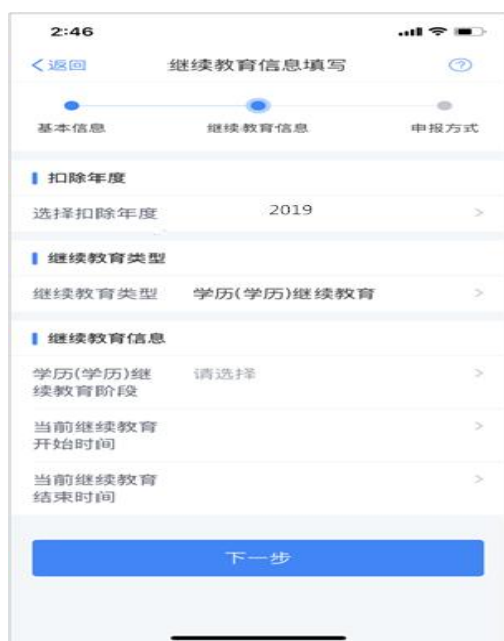 2:46
返回 继续教育信息填写
基本信息 继续教育信息 申报方式
扣除年度
选择扣除年度 2019
继续教育类型
继续教育类型 学历(学历)继续教育
继续教育信息
学历(学历)继 请选择
续教育阶段
当前继续教育
开始时间
当前继续教育
结束时间
下一步